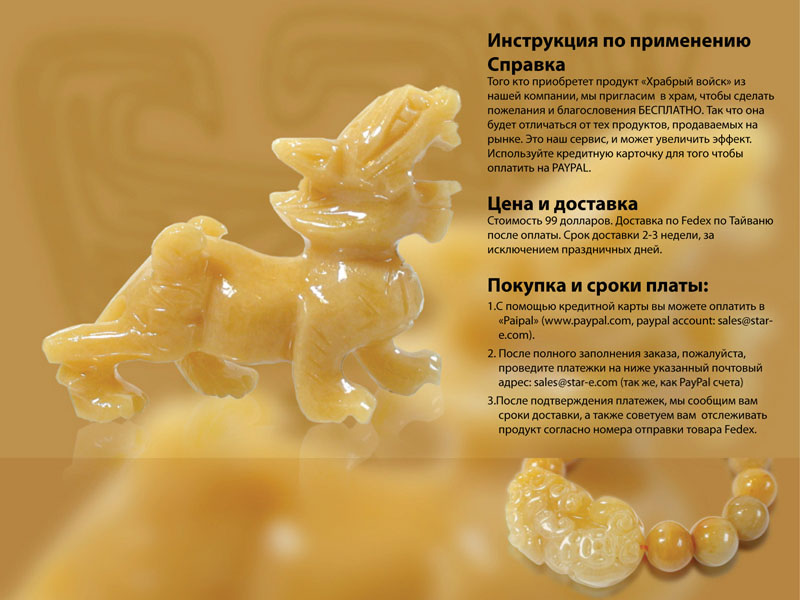 Инструкция по применению
Справка
Того кто приобретет продукт «Храбрый войск» из
нашей компании, мы пригласим в храм, чтобы сделать
пожелания и благословения БЕСПЛАТНО. Так что она
будет отличаться от тех продуктов, продаваемых на
рынке. Это наш сервис, и может увеличить эффект.
Используйте кредитную карточку для того чтобы
оплатить на PAYPAL.
Цена и доставка
Стоимость 99 долларов. Доставка по Fedex по Тайваню
после оплаты. Срок доставки 2-3 недели, за
исключением праздничных дней.
Покупка и сроки платы:
1.С помощью кредитной карты вы можете оплатить в
«Paipal» (www.paypal.com, paypal account: sales@star-
e.com).
2. После полного заполнения заказа, пожалуйста,
проведите платежки на ниже указанный почтовый
адрес: sales@star-e.com (так же, как PayPal счета)
3.После подтверждения платежек, мы сообщим вам
сроки доставки, а также советуем вам отслеживать
продукт согласно номера отправки товара Fedex.